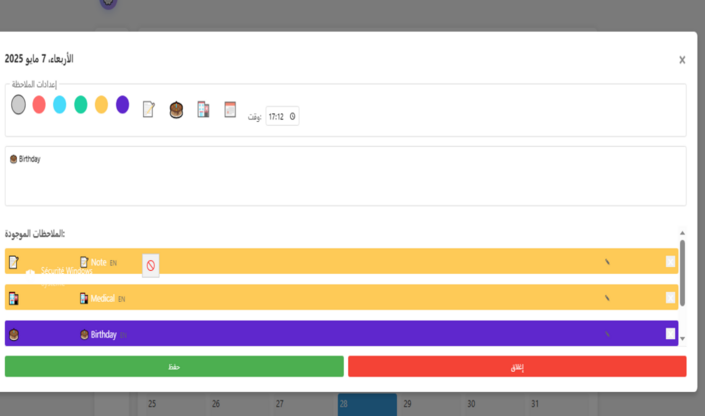 الأربعاء، 7 مايو 2025
X
إعدادات الملاحظة
وقت:
17:12
Birthday
الملاحظات الموجودة:
Note EN
Sécurité Windows
Medical EN
Birthday
حفظ
إغلاق
25 26 27 28 29 30 31